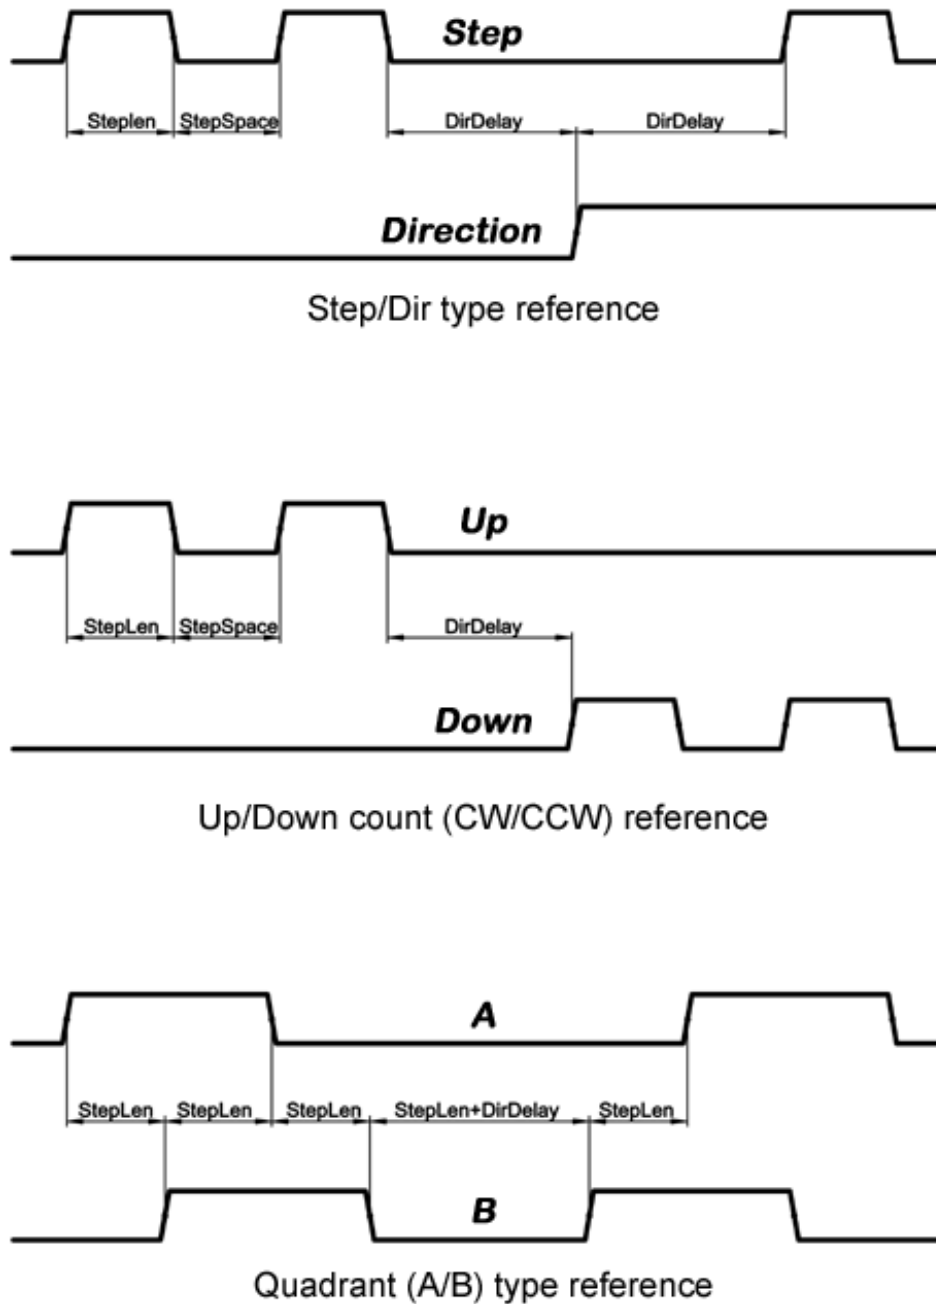 Step
Steplen StepSpace DirDelay DirDelay
Direction
Step/Dir type reference
Up
StepLen StepSpace DirDelay
Down
Up/Down count (CW/CCW) reference
A
StepLen StepLen StepLen StepLen+DirDelay StepLen
B
Quadrant (A/B) type reference